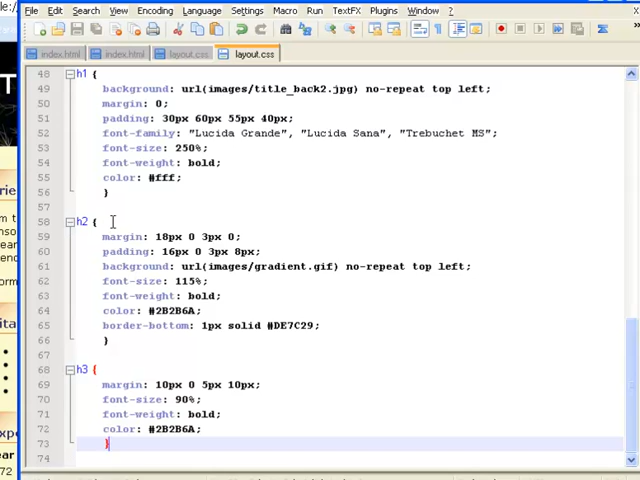 File Edit Search View Encoding Language Settings Macro Run TextFX Plugins Window ?
index.html index.html layout.css layout.css
48 h1 {
49 background: url(images/title_back2.jpg) no-repeat top left;
50 margin: 0;
51 padding: 30px 60px 55px 40px;
52 font-family: "Lucida Grande", "Lucida Sana", "Trebuchet MS";
53 font-size: 250%;
54 font-weight: bold;
55 color: #fff;
56 }
57
58 h2 {
59 margin: 18px 0 3px 0;
60 padding: 16px 0 3px 8px;
61 background: url(images/gradient.gif) no-repeat top left;
62 font-size: 115%;
63 font-weight: bold;
64 color: #2B2B6A;
65 border-bottom: 1px solid #DE7C29;
66 }
67
68 h3 {
69 margin: 10px 0 5px 10px;
70 font-size: 90%;
71 font-weight: bold;
72 color: #2B2B6A;
73 }
74